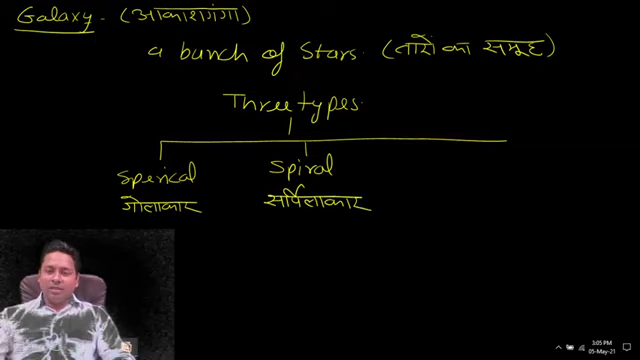 Galaxy - (आकाशगंगा)
a bunch of Stars. (तारों का समूह)
Three types.
Sperical Spiral
गोलाकार सर्पिलाकार
3:05 PM
05-May-21